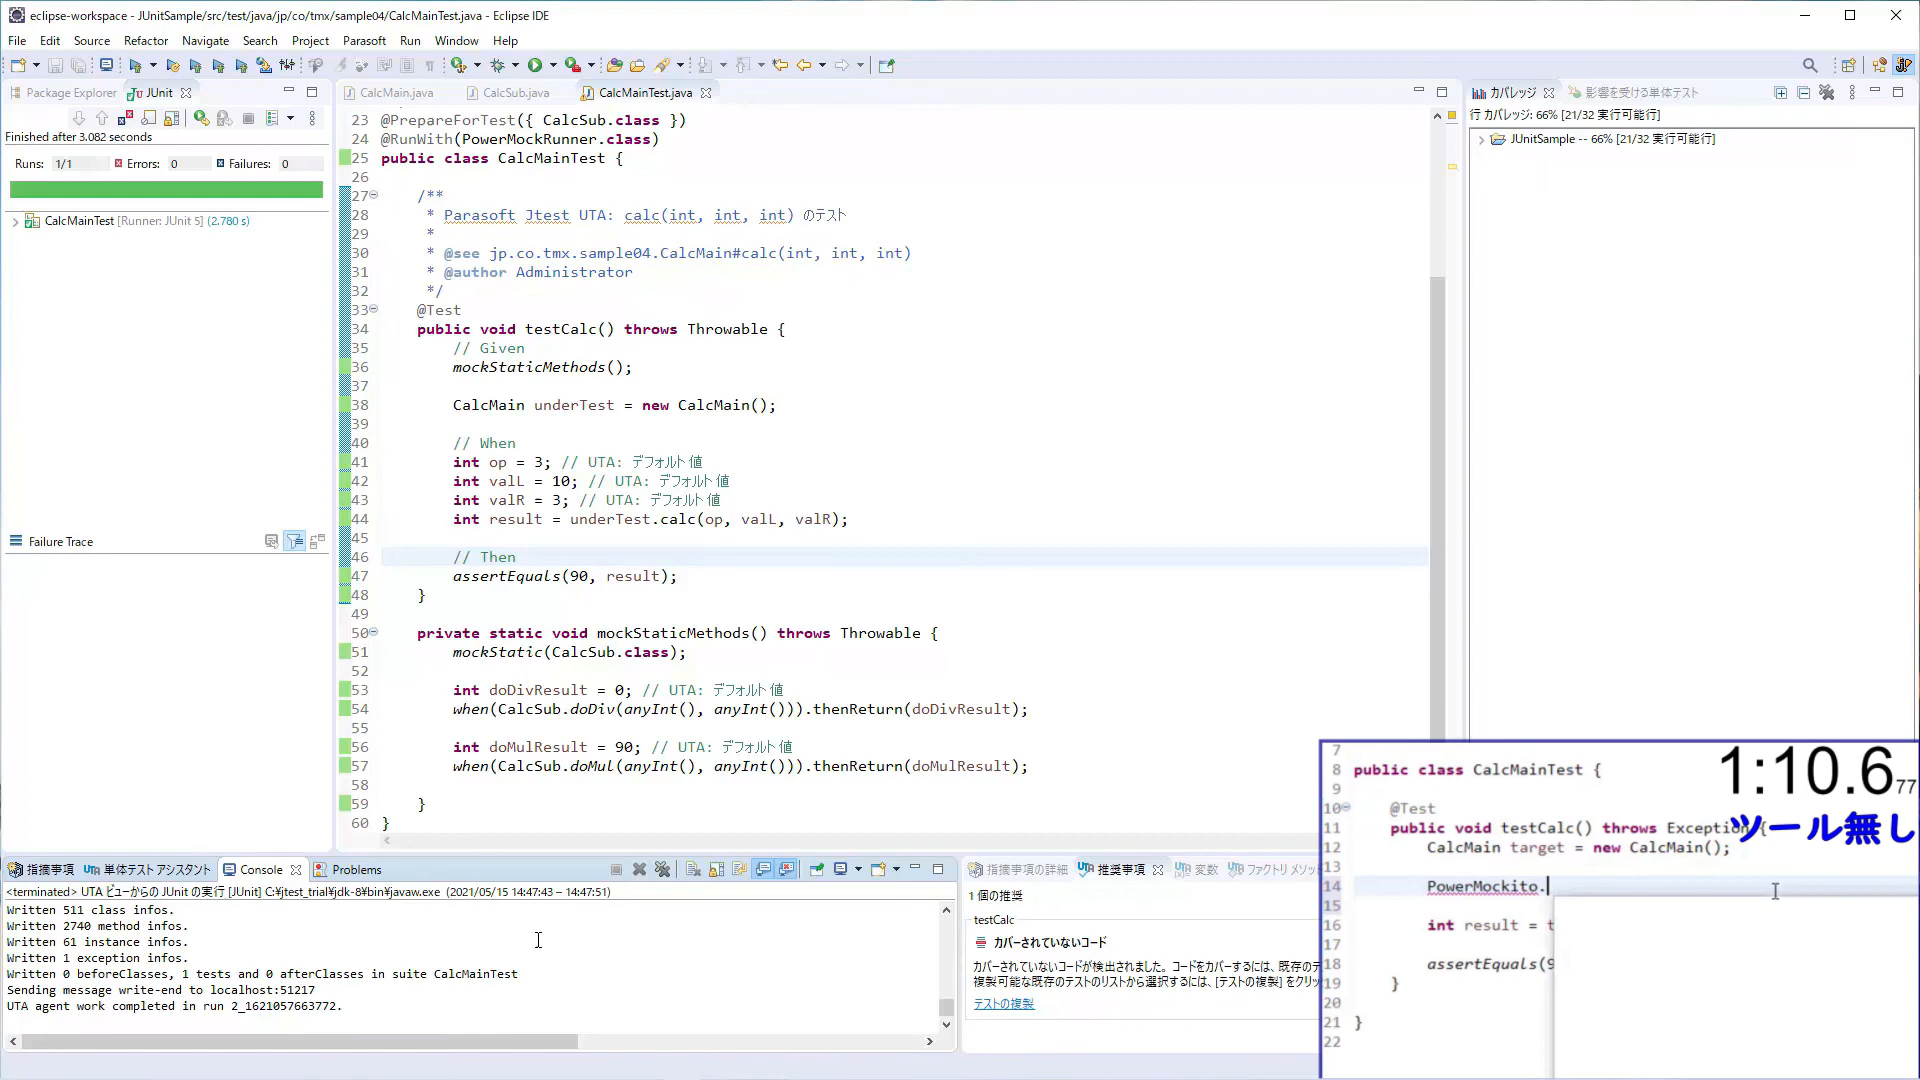 eclipse-workspace - JUnitSample/src/test/java/jp/co/tmx/sample04/CalcMainTest.java - Eclipse IDE
File Edit Source Refactor Navigate Search Project Parasoft Run Window Help
Package Explorer JUnit
Finished after 3.082 seconds
Runs: 1/1 Errors: 0 Failures: 0
CalcMainTest [Runner: JUnit 5] (2.780 s)
Failure Trace
CalcMain.java CalcSub.java CalcMainTest.java
23 @PrepareForTest({ CalcSub.class })
24 @RunWith(PowerMockRunner.class)
25 public class CalcMainTest {
26
27 /**
28 * Parasoft Jtest UTA: calc(int, int, int) のテスト
29 *
30 * @see jp.co.tmx.sample04.CalcMain#calc(int, int, int)
31 * @author Administrator
32 */
33 @Test
34 public void testCalc() throws Throwable {
35 // Given
36 mockStaticMethods();
37
38 CalcMain underTest = new CalcMain();
39
40 // When
41 int op = 3; // UTA: デフォルト値
42 int valL = 10; // UTA: デフォルト値
43 int valR = 3; // UTA: デフォルト値
44 int result = underTest.calc(op, valL, valR);
45
46 // Then
47 assertEquals(90, result);
48 }
49
50 private static void mockStaticMethods() throws Throwable {
51 mockStatic(CalcSub.class);
52
53 int doDivResult = 0; // UTA: デフォルト値
54 when(CalcSub.doDiv(anyInt(), anyInt())).thenReturn(doDivResult);
55
56 int doMulResult = 90; // UTA: デフォルト値
57 when(CalcSub.doMul(anyInt(), anyInt())).thenReturn(doMulResult);
58
59 }
60 }
カバレッジ 影響を受ける単体テスト
行 カバレッジ: 66% [21/32 実行可能行]
JUnitSample -- 66% [21/32 実行可能行]
指摘事項 単体テスト アシスタント Console Problems
<terminated> UTA ビューからの JUnit の実行 [JUnit] C:¥jtest_trial¥jdk-8¥bin¥javaw.exe (2021/05/15 14:47:43 – 14:47:51)
Written 511 class infos.
Written 2740 method infos.
Written 61 instance infos.
Written 1 exception infos.
Written 0 beforeClasses, 1 tests and 0 afterClasses in suite CalcMainTest
Sending message write-end to localhost:51217
UTA agent work completed in run 2_1621057663772.
指摘事項の詳細 推奨事項 変数 ファクトリ メソッ
1 個の推奨
testCalc
カバーされていないコード
カバーされていないコードが検出されました。コードをカバーするには、既存のテ
複製可能な既存のテストのリストから選択するには、[テストの複製] をクリッ
テストの複製
1:10.677
ツール無し
7
8 public class CalcMainTest {
9
10 @Test
11 public void testCalc() throws Exception {
12 CalcMain target = new CalcMain();
13
14 PowerMockito.
15
16 int result = t
17
18 assertEquals(9
19 }
20
21 }
22